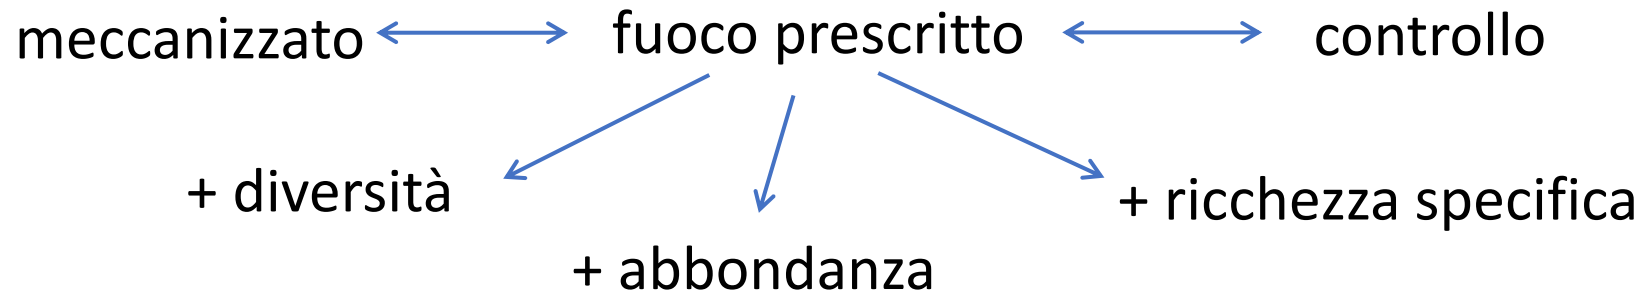 meccanizzato fuoco prescritto controllo
+ diversità + ricchezza specifica
+ abbondanza